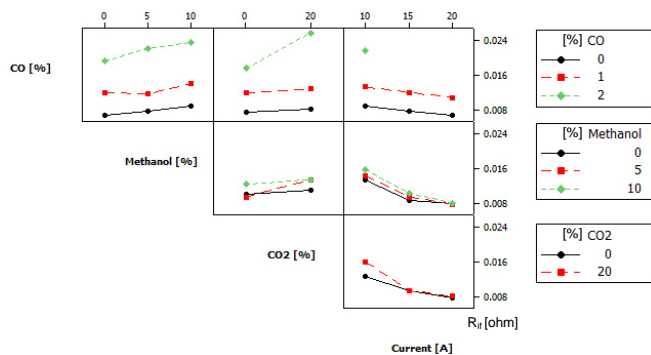 0 5 10 0 20 10 15 20
CO [%]
0.024
0.016
0.008
[%] CO
0
1
2
Methanol [%]
0.024
0.016
0.008
[%] Methanol
0
5
10
CO2 [%]
0.024
0.016
0.008
[%] CO2
0
20
Rif [ohm]
Current [A]